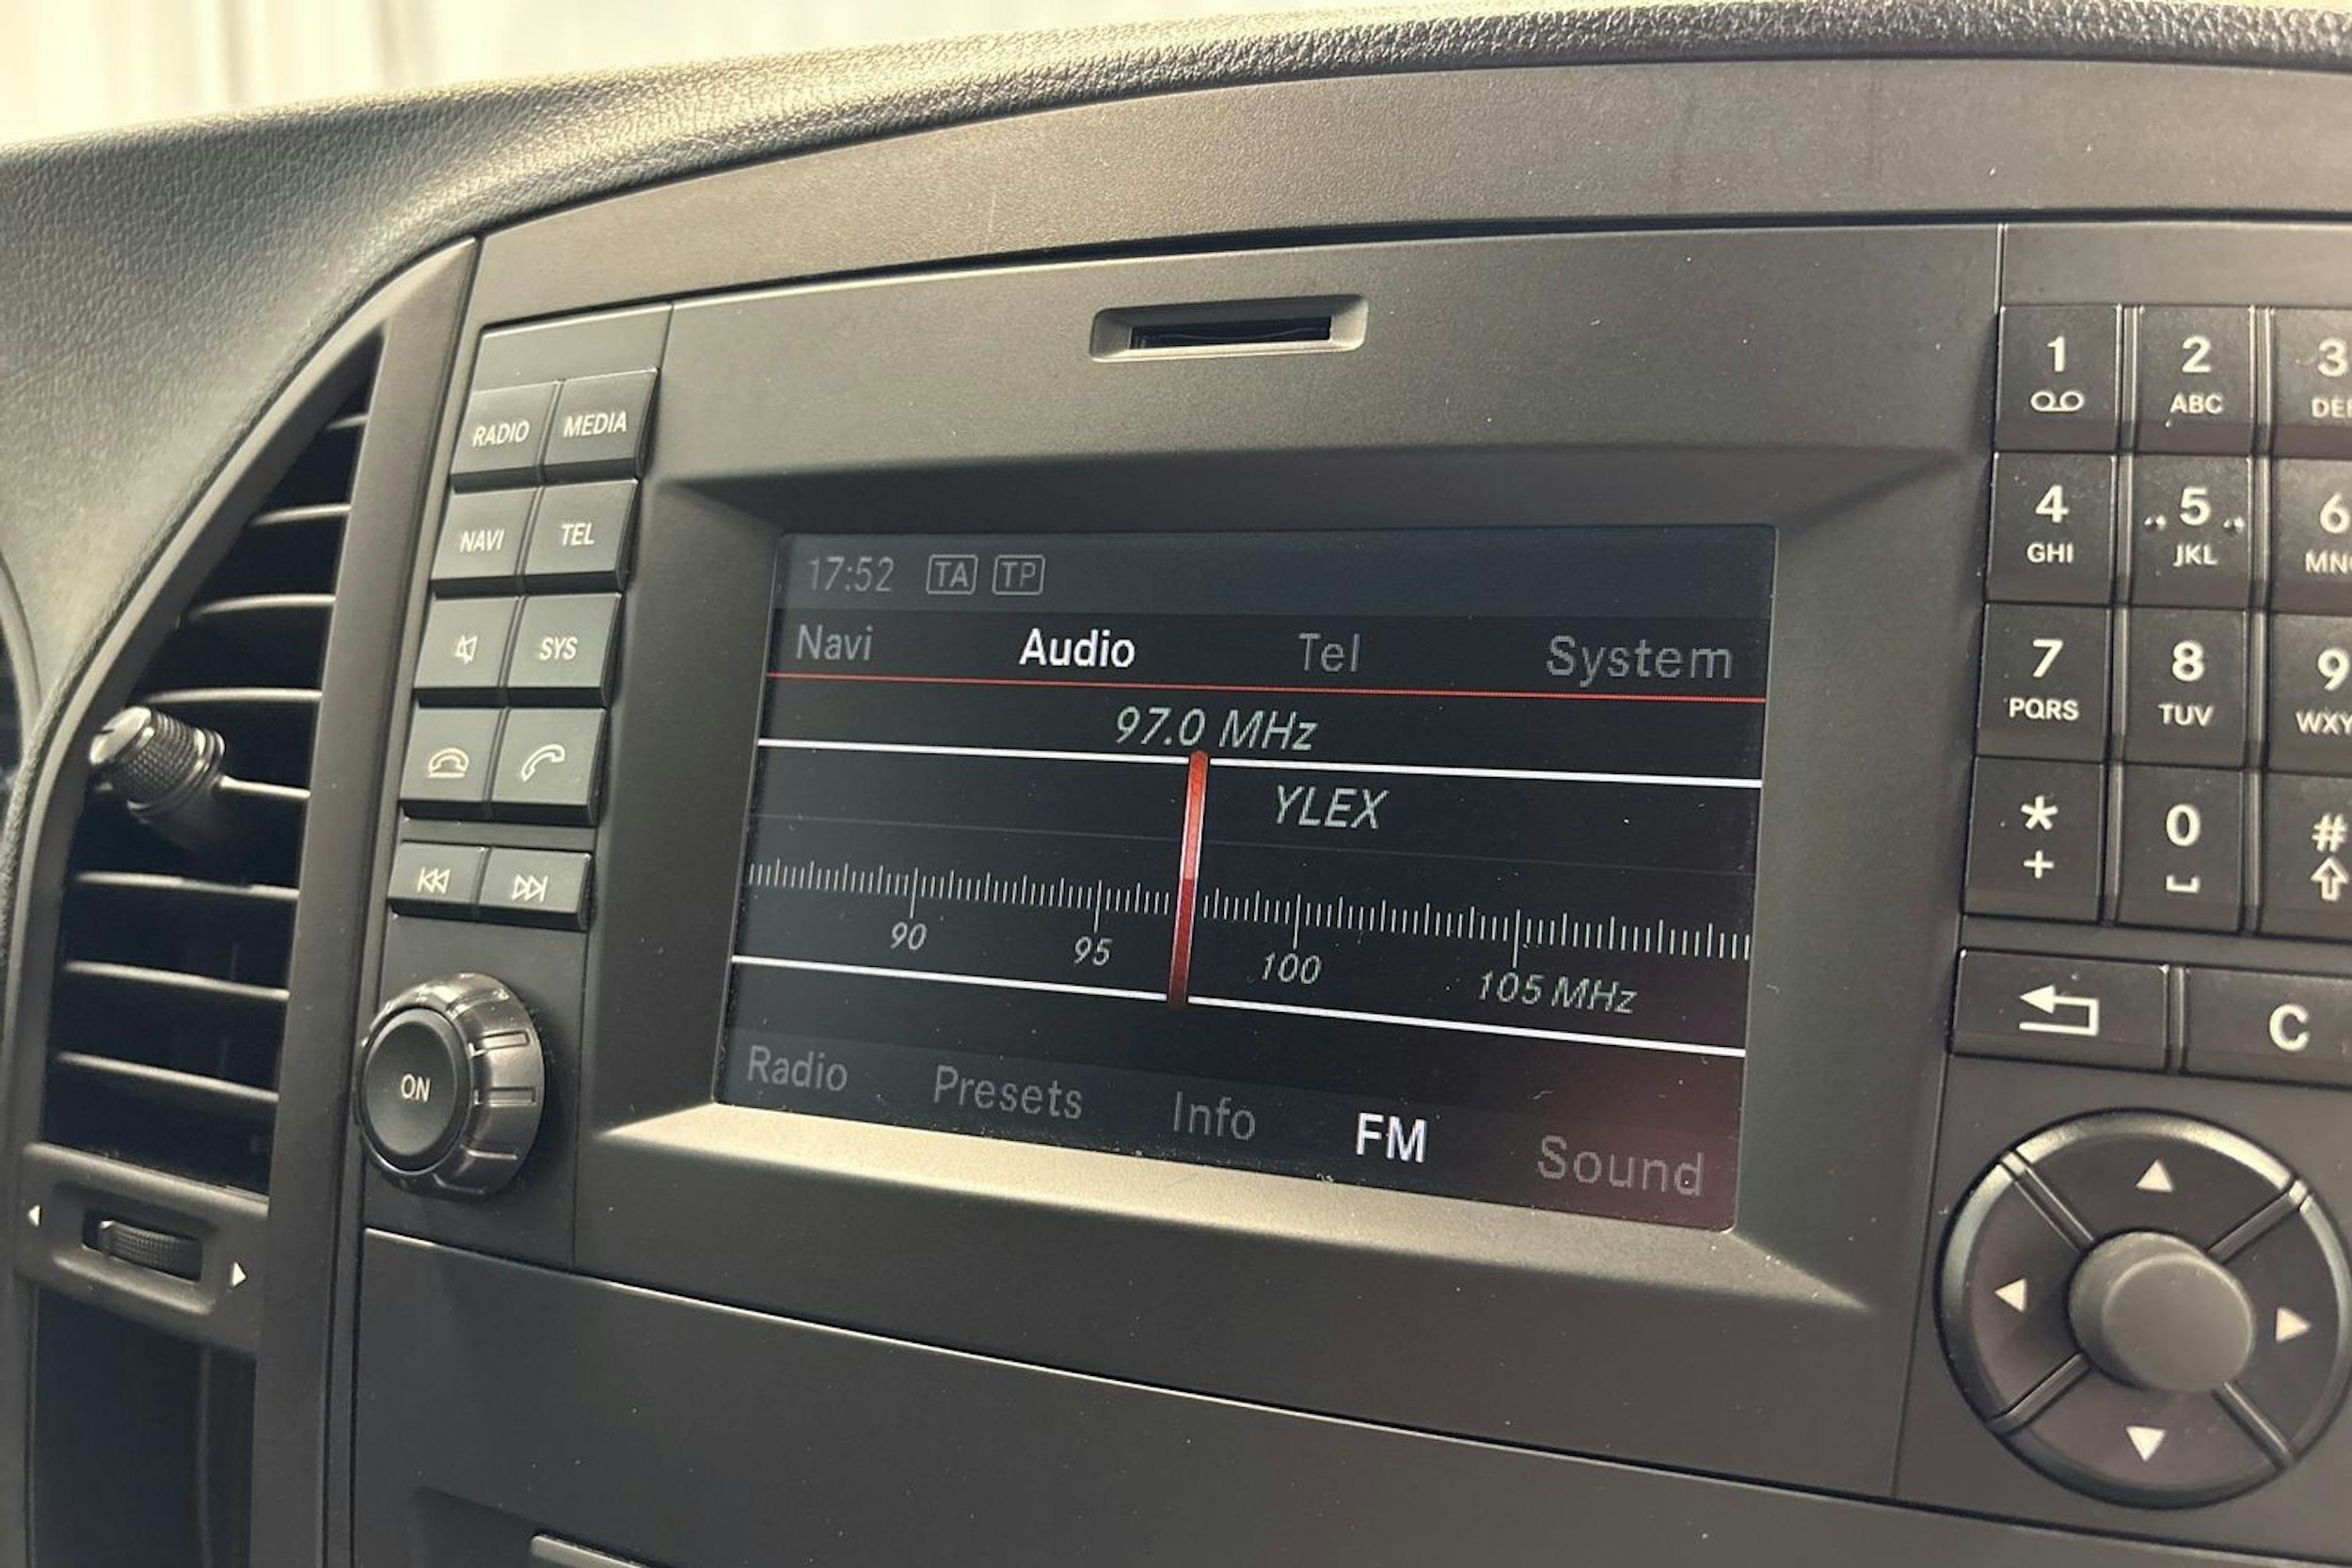 RADIO MEDIA
NAVI TEL
SYS
ON
17:52 TA TP
Navi Audio Tel System
97.0 MHz
YLEX
90 95 100 105 MHz
Radio Presets Info FM Sound
1 2 3
ABC
4 5 6
GHI JKL
7 8 9
PQRS TUV
* 0 #
+
C